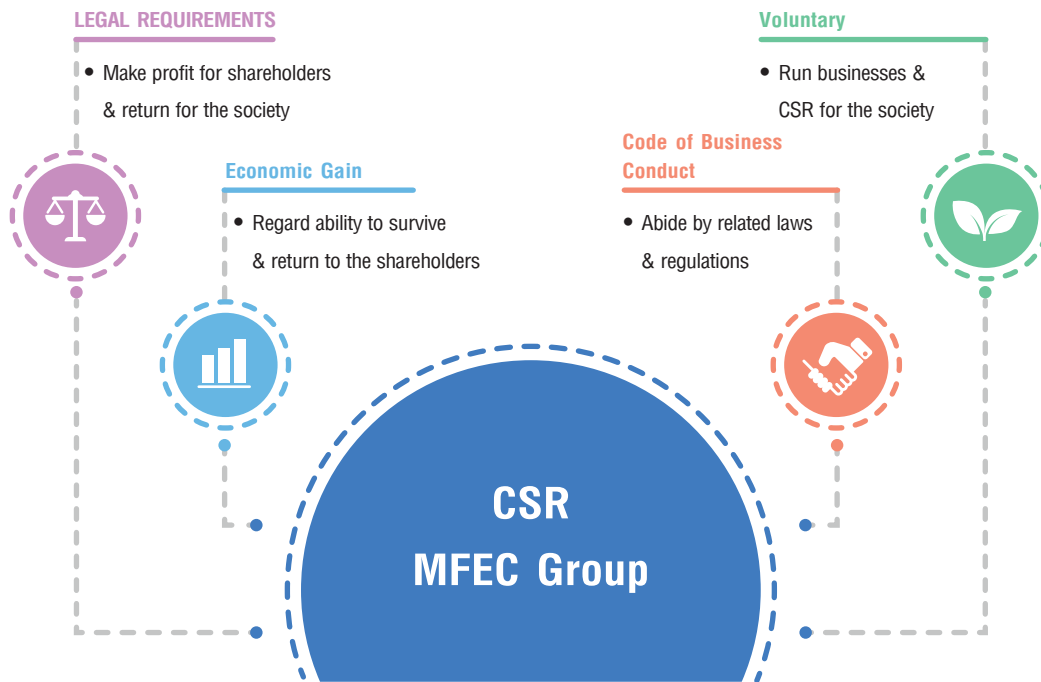 LEGAL REQUIREMENTS
• Make profit for shareholders
& return for the society
Economic Gain
• Regard ability to survive
& return to the shareholders
Code of Business
Conduct
• Abide by related laws
& regulations
Voluntary
• Run businesses &
CSR for the society
CSR
MFEC Group